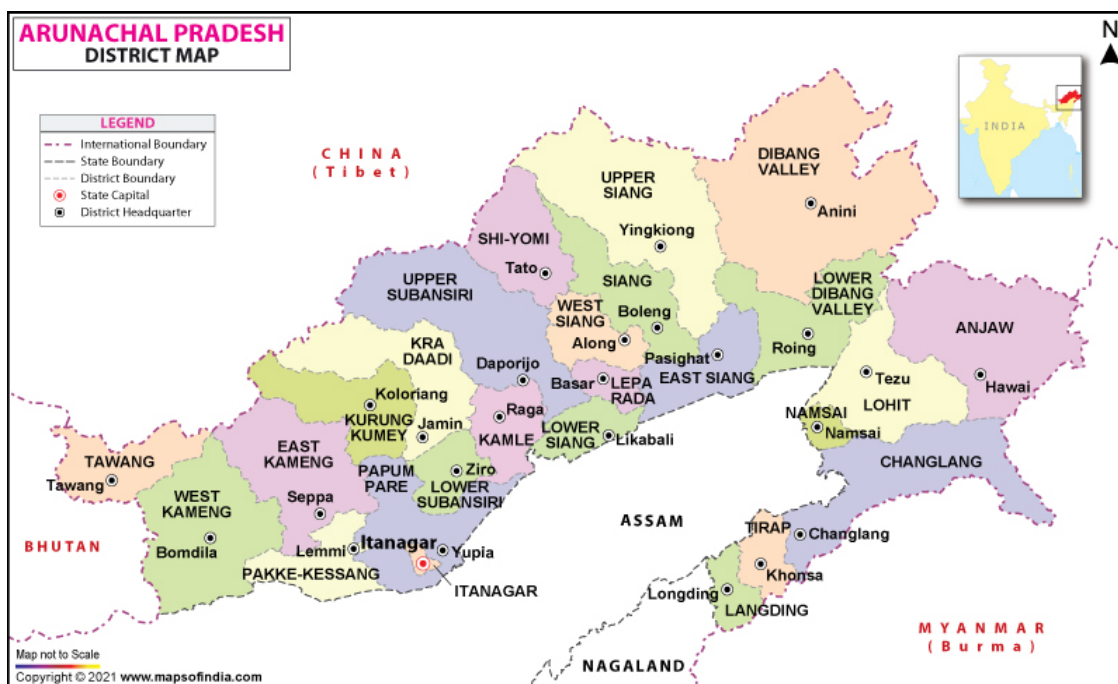 ARUNACHAL PRADESH
DISTRICT MAP
N
LEGEND
International Boundary
State Boundary
District Boundary
State Capital
District Headquarter
INDIA
CHINA
(Tibet)
UPPER
SIANG
Yingkiong
DIBANG
VALLEY
Anini
SHI-YOMI
Tato
UPPER
SUBANSIRI
Daporijo
SIANG
Boleng
WEST
SIANG
Along
LOWER
DIBANG
VALLEY
Roing
ANJAW
Hawai
Pasighat
EAST SIANG
KRA
DAADI
Jamin
Koloriang
KURUNG
KUMEY
Basar
LEPA
RADA
Raga
KAMLE
LOWER
SIANG
Likabali
Tezu
LOHIT
NAMSAI
Namsai
CHANGLANG
Changlang
TAWANG
Tawang
EAST
KAMENG
Seppa
WEST
KAMENG
Bomdila
PAPUM
PARE
Ziro
LOWER
SUBANSIRI
Itanagar
Yupia
ITANAGAR
Lemmi
PAKKE-KESSANG
BHUTAN
ASSAM
TIRAP
Khonsa
Longding
LANGDING
NAGALAND
MYANMAR
(Burma)
Map not to Scale
Copyright © 2021 www.mapsofindia.com